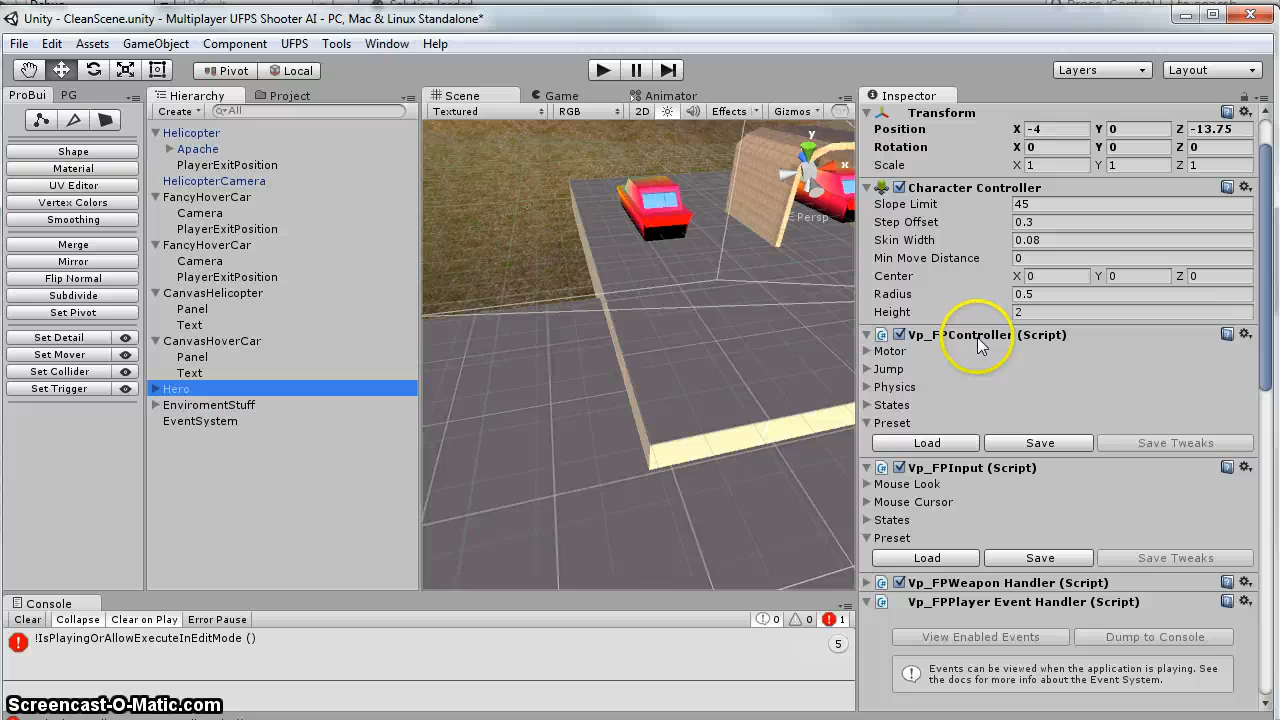 Unity - CleanScene.unity - Multiplayer UFPS Shooter AI - PC, Mac & Linux Standalone*
File Edit Assets GameObject Component UFPS Tools Window Help
Pivot Local Layers Layout
ProBui PG
Shape
Material
UV Editor
Vertex Colors
Smoothing
Merge
Mirror
Flip Normal
Subdivide
Set Pivot
Set Detail
Set Mover
Set Collider
Set Trigger
Hierarchy Project
Create All
Helicopter
Apache
PlayerExitPosition
HelicopterCamera
FancyHoverCar
Camera
PlayerExitPosition
FancyHoverCar
Camera
PlayerExitPosition
CanvasHelicopter
Panel
Text
CanvasHoverCar
Panel
Text
Hero
EnviromentStuff
EventSystem
Scene Game Animator
Textured RGB 2D Effects Gizmos
y
x
Persp
Inspector
Transform
Position X -4 Y 0 Z -13.75
Rotation X 0 Y 0 Z 0
Scale X 1 Y 1 Z 1
Character Controller
Slope Limit 45
Step Offset 0.3
Skin Width 0.08
Min Move Distance 0
Center X 0 Y 0 Z 0
Radius 0.5
Height 2
Vp_FPController (Script)
Motor
Jump
Physics
States
Preset
Load Save Save Tweaks
Vp_FPInput (Script)
Mouse Look
Mouse Cursor
States
Preset
Load Save Save Tweaks
Vp_FPWeapon Handler (Script)
Vp_FPPlayer Event Handler (Script)
View Enabled Events Dump to Console
Events can be viewed when the application is playing. See
the docs for more info about the Event System.
Console
Clear Collapse Clear on Play Error Pause 0 0 1
!IsPlayingOrAllowExecuteInEditMode () 5
Screencast-O-Matic.com